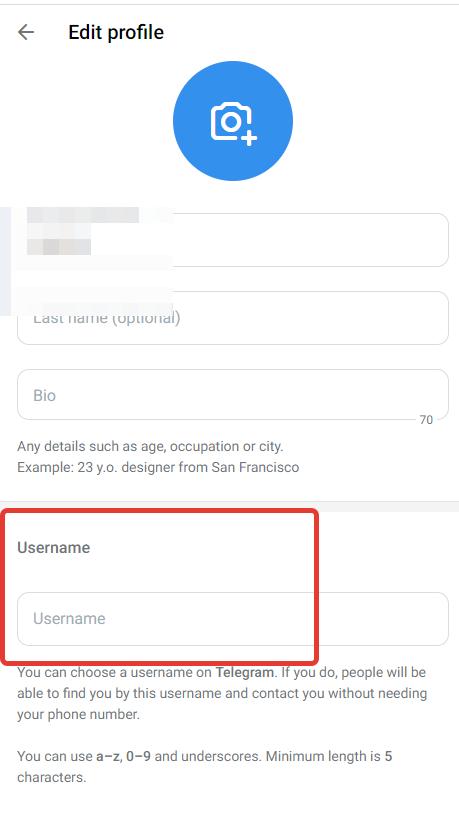 Edit profile
Last name (optional)
Bio
70
Any details such as age, occupation or city.
Example: 23 y.o. designer from San Francisco
Username
Username
You can choose a username on Telegram. If you do, people will be
able to find you by this username and contact you without needing
your phone number.
You can use a–z, 0–9 and underscores. Minimum length is 5
characters.